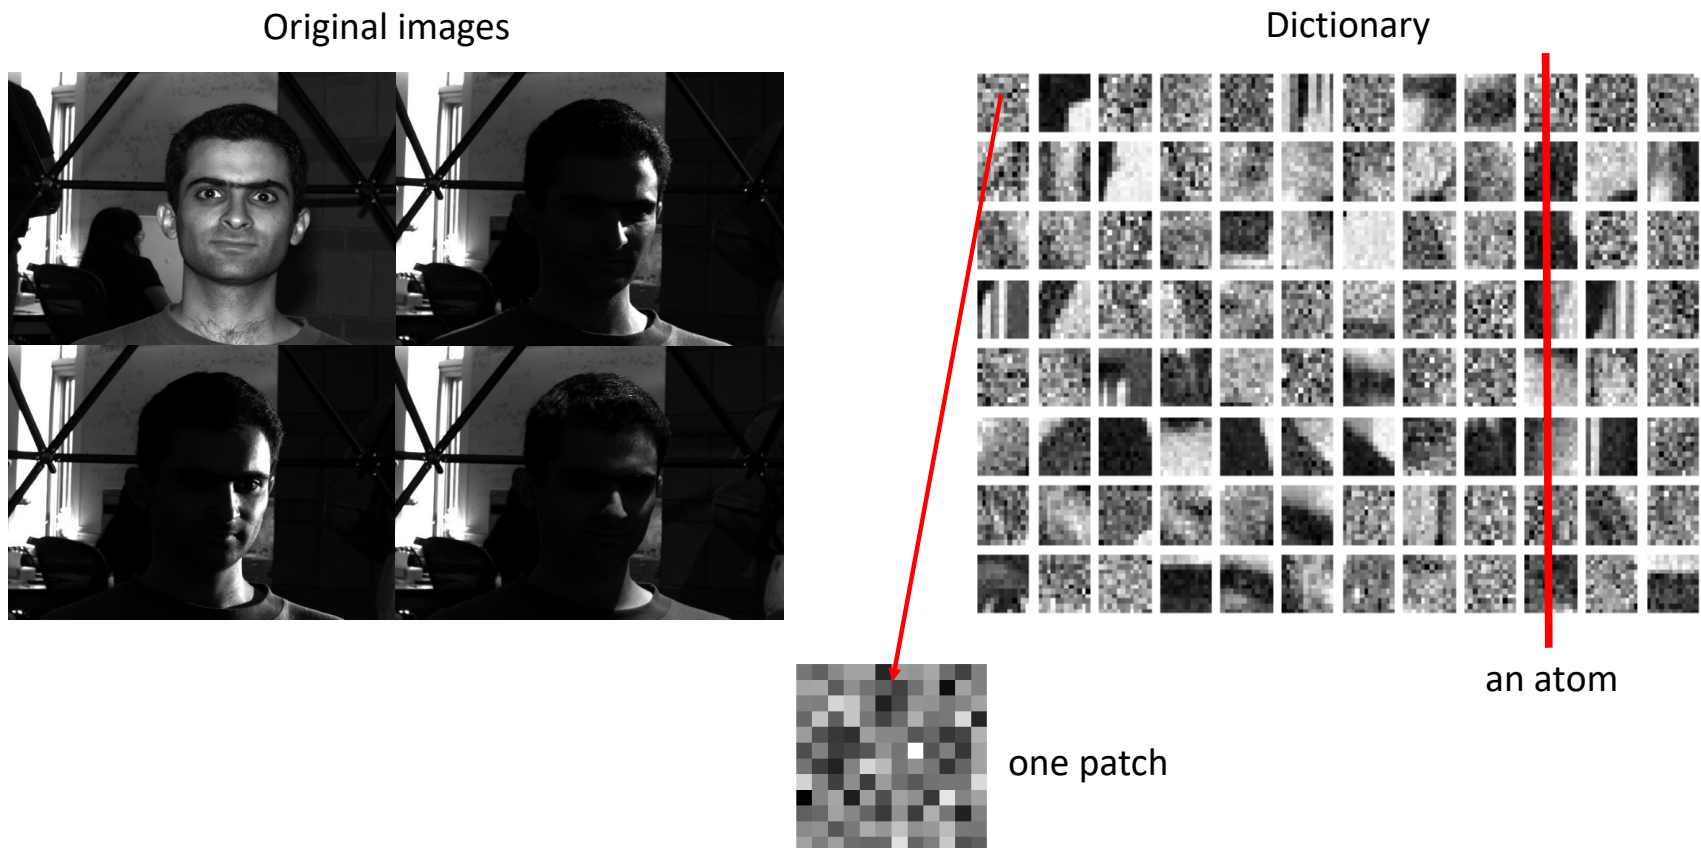 Original images
Dictionary
an atom
one patch